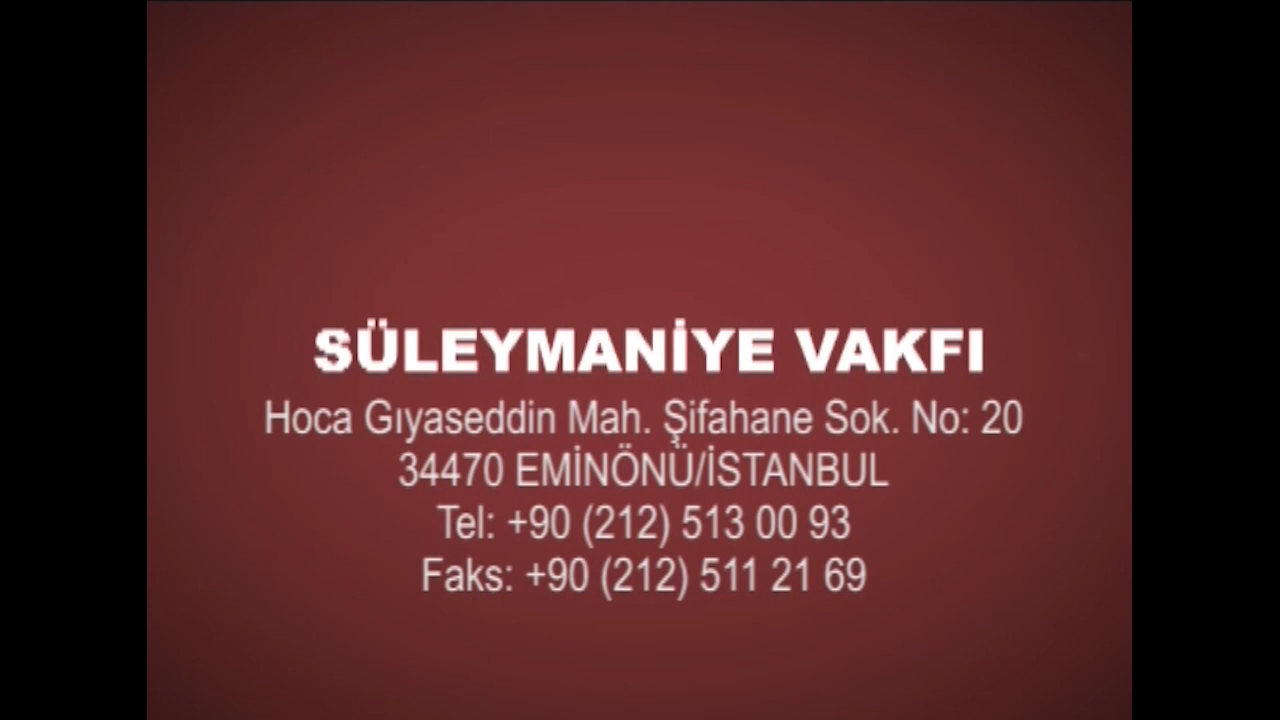 SÜLEYMANİYE VAKFI
Hoca Gıyaseddin Mah. Şifahane Sok. No: 20
34470 EMİNÖNÜ/İSTANBUL
Tel: +90 (212) 513 00 93
Faks: +90 (212) 511 21 69